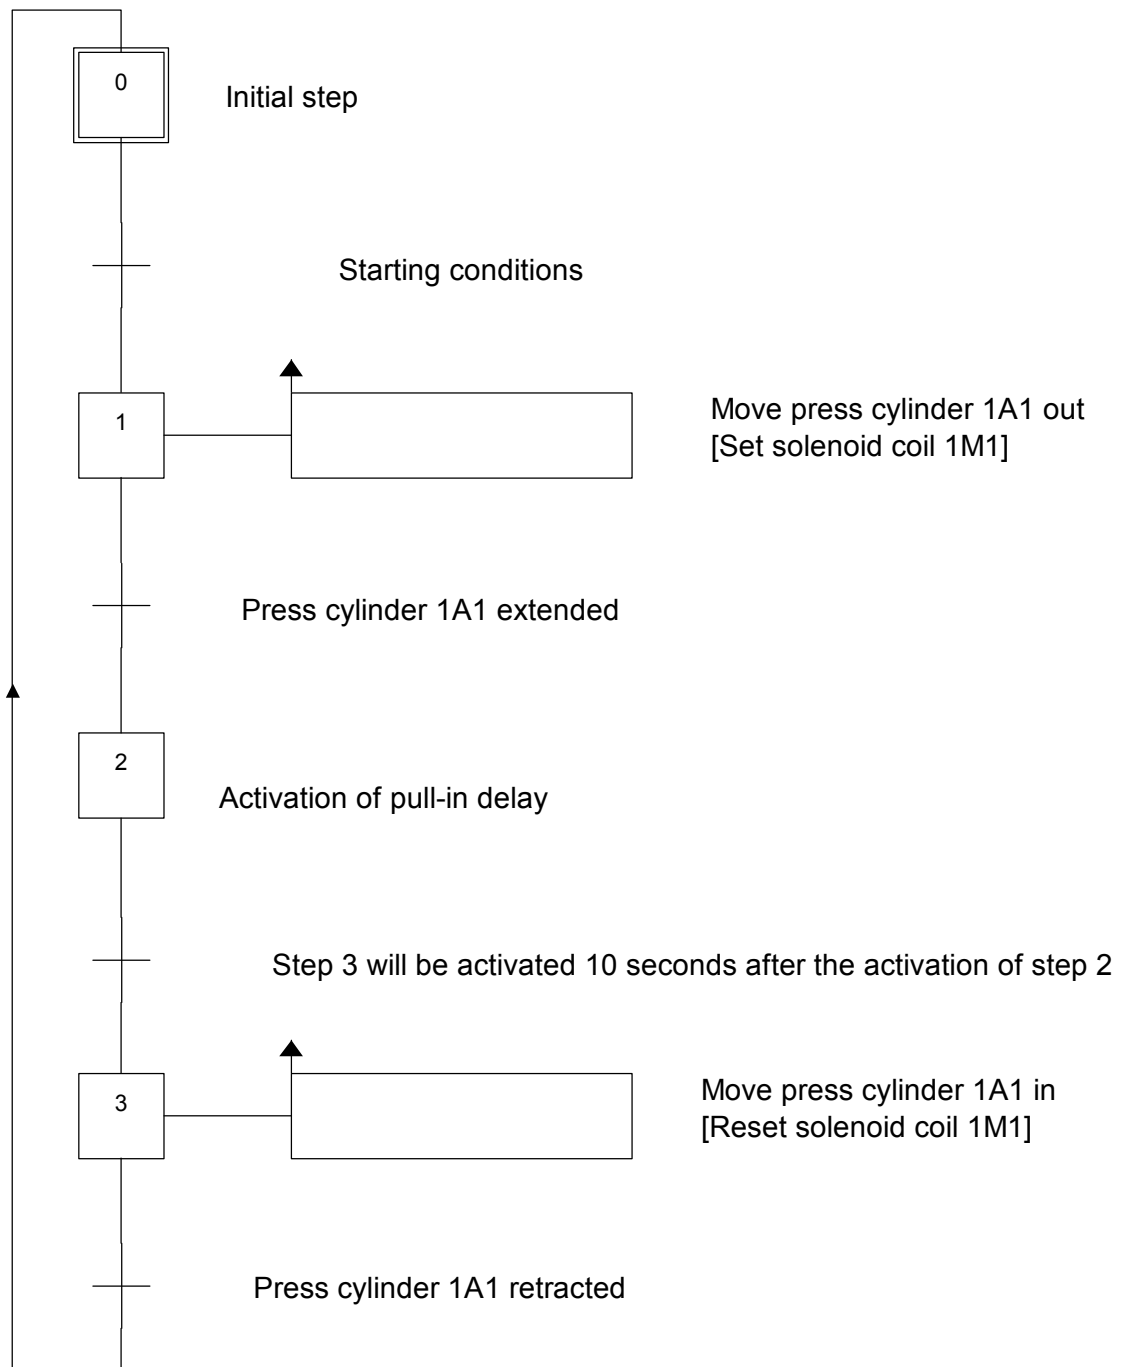 0
Initial step
Starting conditions
1
Move press cylinder 1A1 out
[Set solenoid coil 1M1]
Press cylinder 1A1 extended
2
Activation of pull-in delay
Step 3 will be activated 10 seconds after the activation of step 2
3
Move press cylinder 1A1 in
[Reset solenoid coil 1M1]
Press cylinder 1A1 retracted